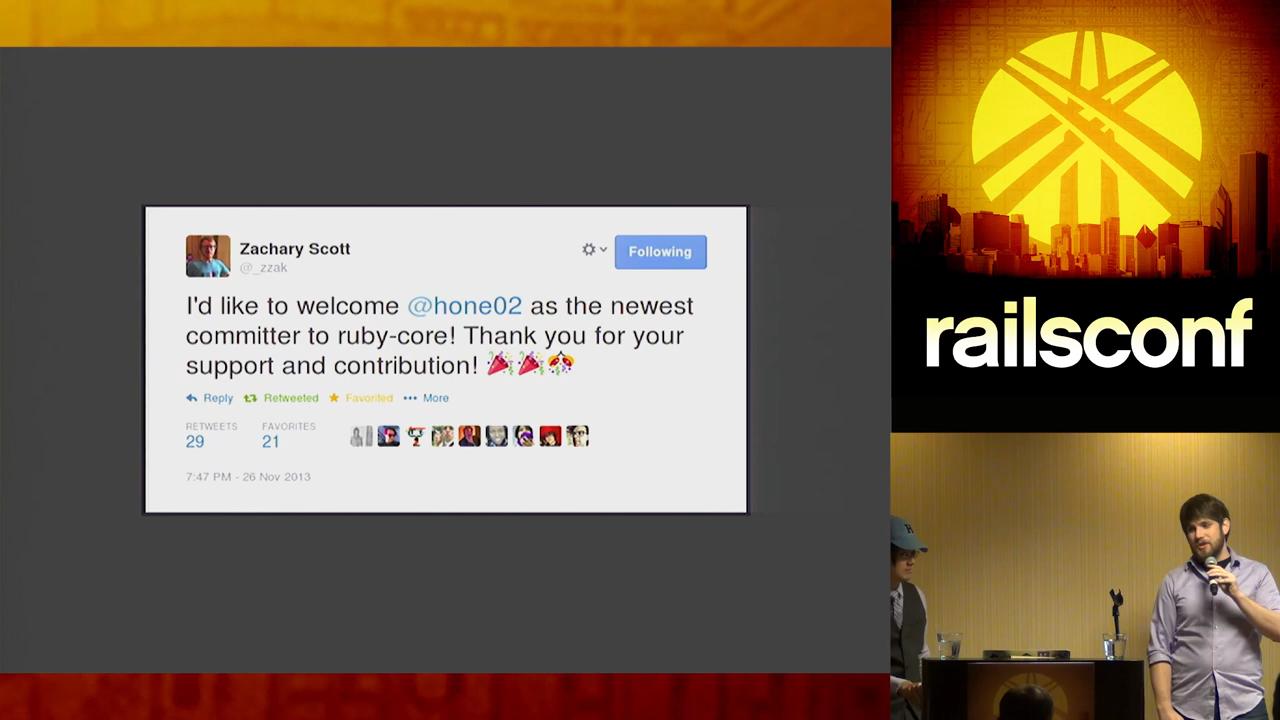 Zachary Scott
@_zzak
Following
I'd like to welcome @hone02 as the newest
committer to ruby-core! Thank you for your
support and contribution!
Reply Retweeted Favorited More
RETWEETS FAVORITES
29 21
7:47 PM - 26 Nov 2013
railsconf